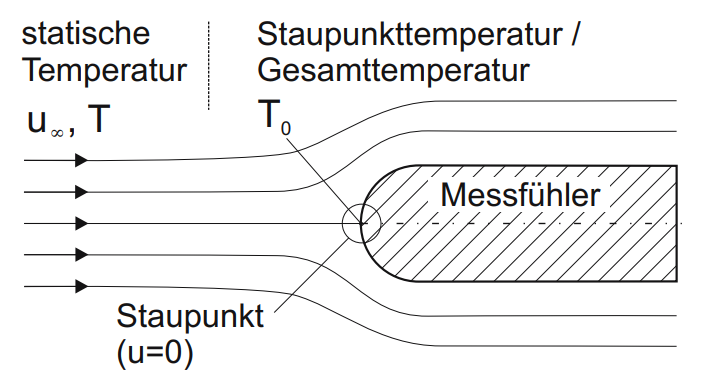 statische
Temperatur
u∞, T
Staupunkttemperatur /
Gesamttemperatur
T0
Messfühler
Staupunkt
(u=0)